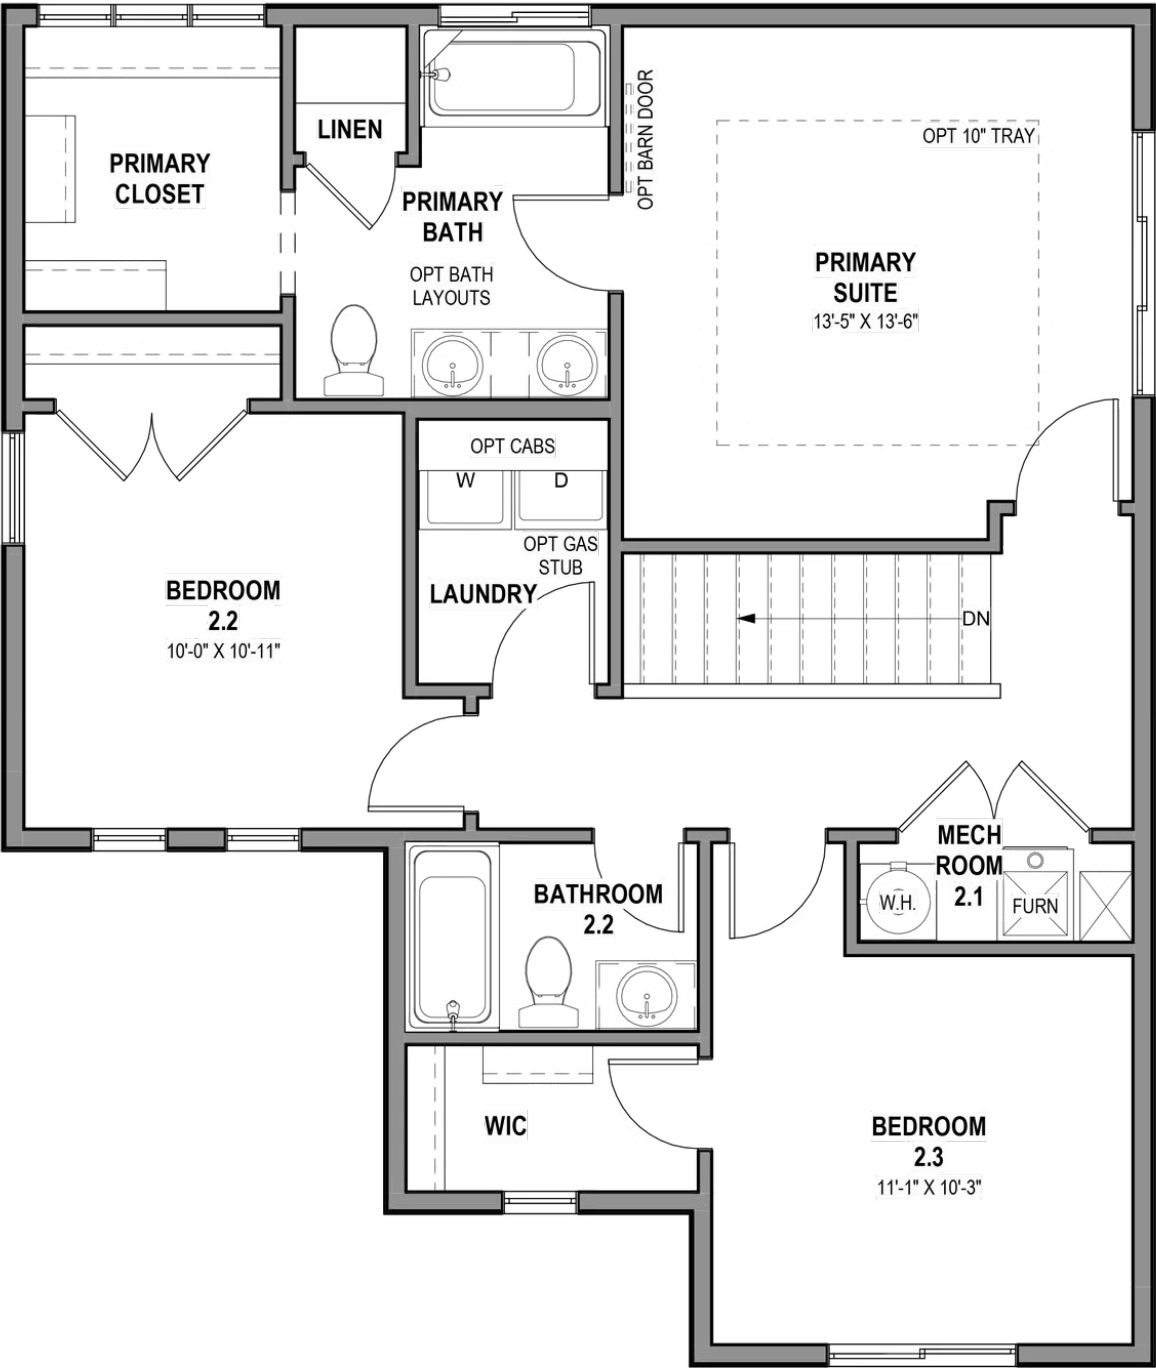 LINEN
PRIMARY
CLOSET
PRIMARY
BATH
OPT BATH
LAYOUTS
OPT BARN DOOR
OPT 10" TRAY
PRIMARY
SUITE
13'-5" X 13'-6"
OPT CABS
W
D
OPT GAS
STUB
LAUNDRY
BEDROOM
2.2
10'-0" X 10'-11"
DN
MECH
ROOM
2.1
W.H.
FURN
BATHROOM
2.2
WIC
BEDROOM
2.3
11'-1" X 10'-3"